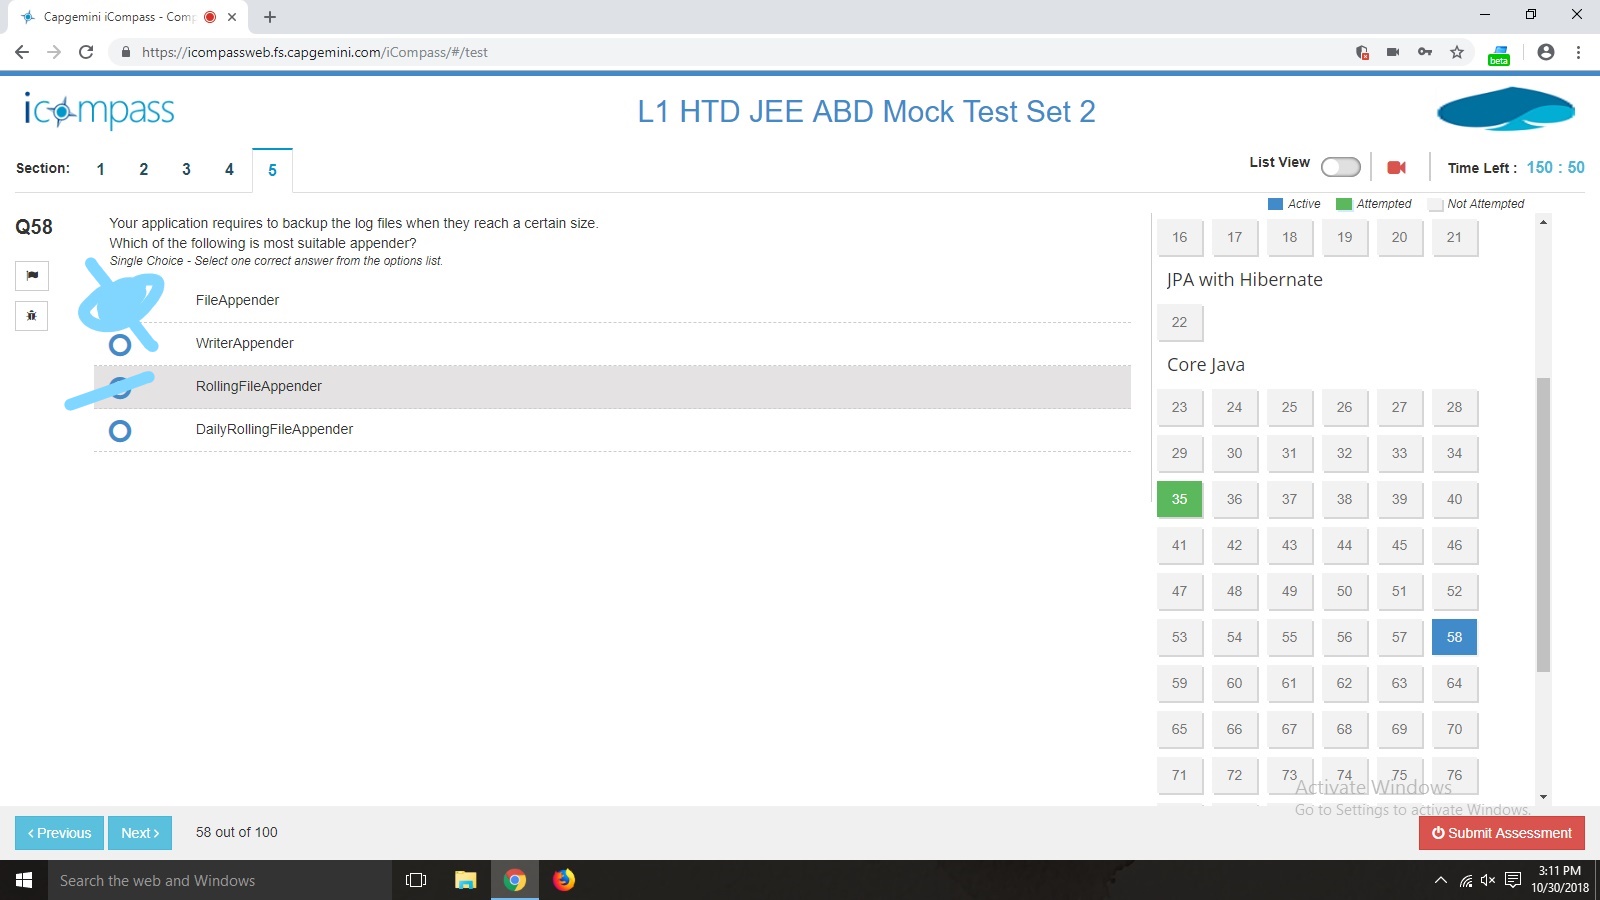 Capgemini iCompass - Com
https://icompassweb.fs.capgemini.com/iCompass/#/test
beta
icompass
L1 HTD JEE ABD Mock Test Set 2
Section: 1 2 3 4 5
List View
Time Left : 150 : 50
Active Attempted Not Attempted
Q58
Your application requires to backup the log files when they reach a certain size.
Which of the following is most suitable appender?
Single Choice - Select one correct answer from the options list.
FileAppender
WriterAppender
RollingFileAppender
DailyRollingFileAppender
16 17 18 19 20 21
JPA with Hibernate
22
Core Java
23 24 25 26 27 28
29 30 31 32 33 34
35 36 37 38 39 40
41 42 43 44 45 46
47 48 49 50 51 52
53 54 55 56 57 58
59 60 61 62 63 64
65 66 67 68 69 70
71 72 73 74 75 76
Activate Windows
Go to Settings to activate Windows.
< Previous
Next >
58 out of 100
Submit Assessment
Search the web and Windows
3:11 PM
10/30/2018